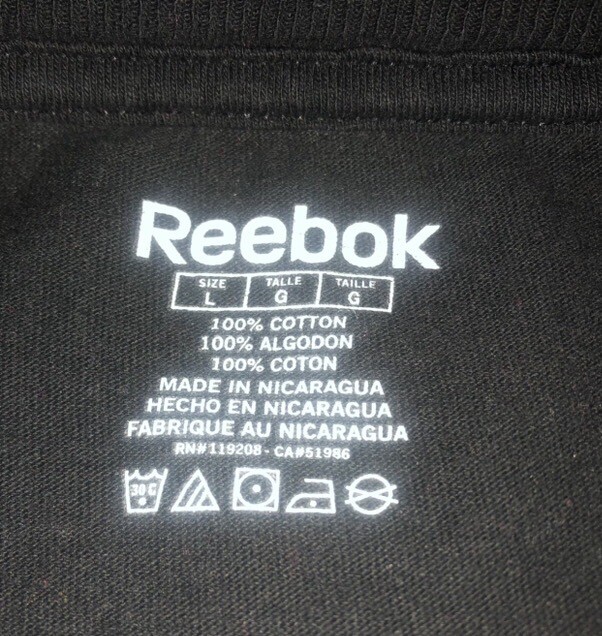 Reebok
SIZE TALLE TAILLE
L G G
100% COTTON
100% ALGODON
100% COTON
MADE IN NICARAGUA
HECHO EN NICARAGUA
FABRIQUE AU NICARAGUA
RN#119208 - CA#51986
30 C